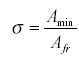 σ = A_min / A_fr